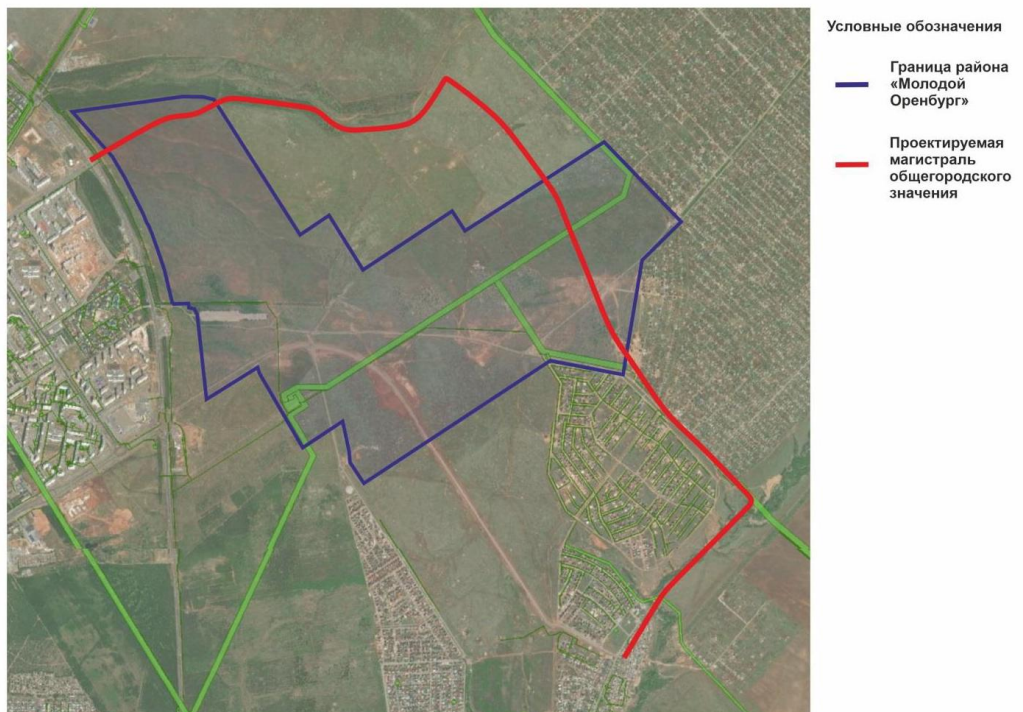 Условные обозначения
Граница района
«Молодой
Оренбург»
Проектируемая
магистраль
общегородского
значения